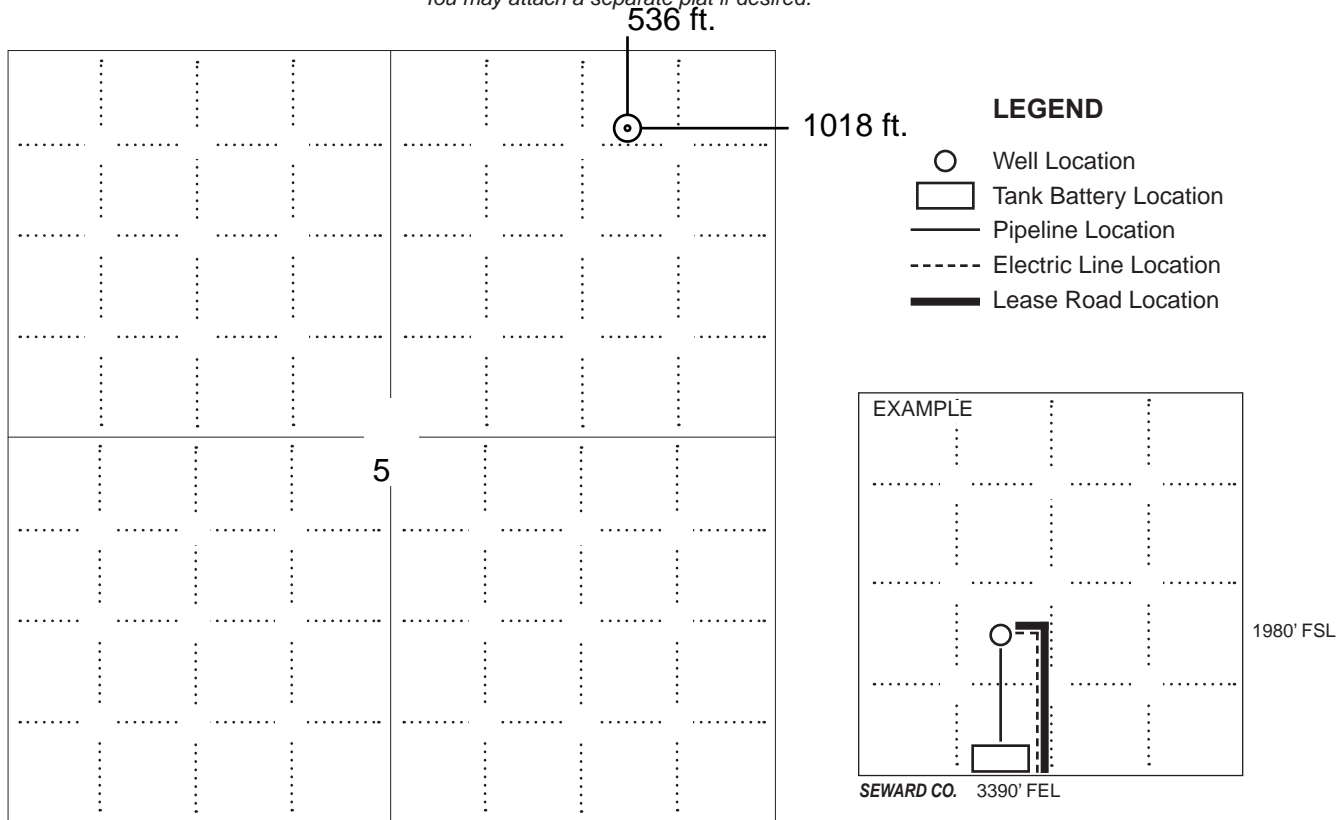 You may attach a separate plat if desired.
536 ft.
1018 ft.
LEGEND
Well Location
Tank Battery Location
Pipeline Location
Electric Line Location
Lease Road Location
5
EXAMPLE
1980' FSL
SEWARD CO. 3390' FEL